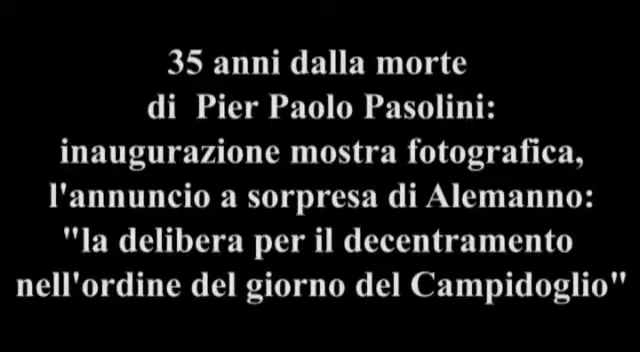 35 anni dalla morte
di Pier Paolo Pasolini:
inaugurazione mostra fotografica,
l'annuncio a sorpresa di Alemanno:
"la delibera per il decentramento
nell'ordine del giorno del Campidoglio"